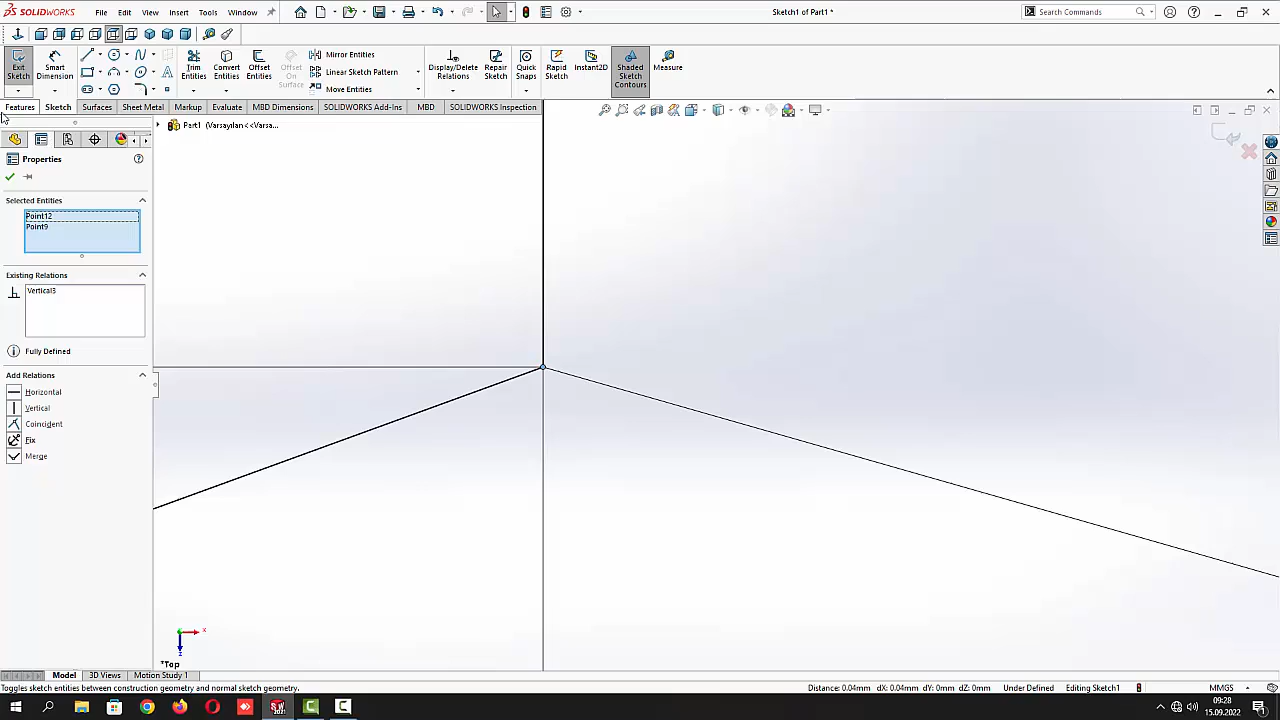 SOLIDWORKS File Edit View Insert Tools Window Sketch1 of Part1 * Search Commands
Exit Sketch Smart Dimension Trim Entities Convert Entities Offset Entities Offset On Surface Mirror Entities Linear Sketch Pattern Move Entities Display/Delete Relations Repair Sketch Quick Snaps Rapid Sketch Instant2D Shaded Sketch Contours Measure
Features Sketch Surfaces Sheet Metal Markup Evaluate MBD Dimensions SOLIDWORKS Add-Ins MBD SOLIDWORKS Inspection
Part1 (Varsayılan<<Varsa...
Properties
Selected Entities
Point12
Point9
Existing Relations
Vertical3
Fully Defined
Add Relations
Horizontal
Vertical
Coincident
Fix
Merge
x
z
*Top
Model 3D Views Motion Study 1
Toggles sketch entities between construction geometry and normal sketch geometry. Distance: 0.04mm dX: 0.04mm dY: 0mm dZ: 0mm Under Defined Editing Sketch1 MMGS
09:28
15.09.2022